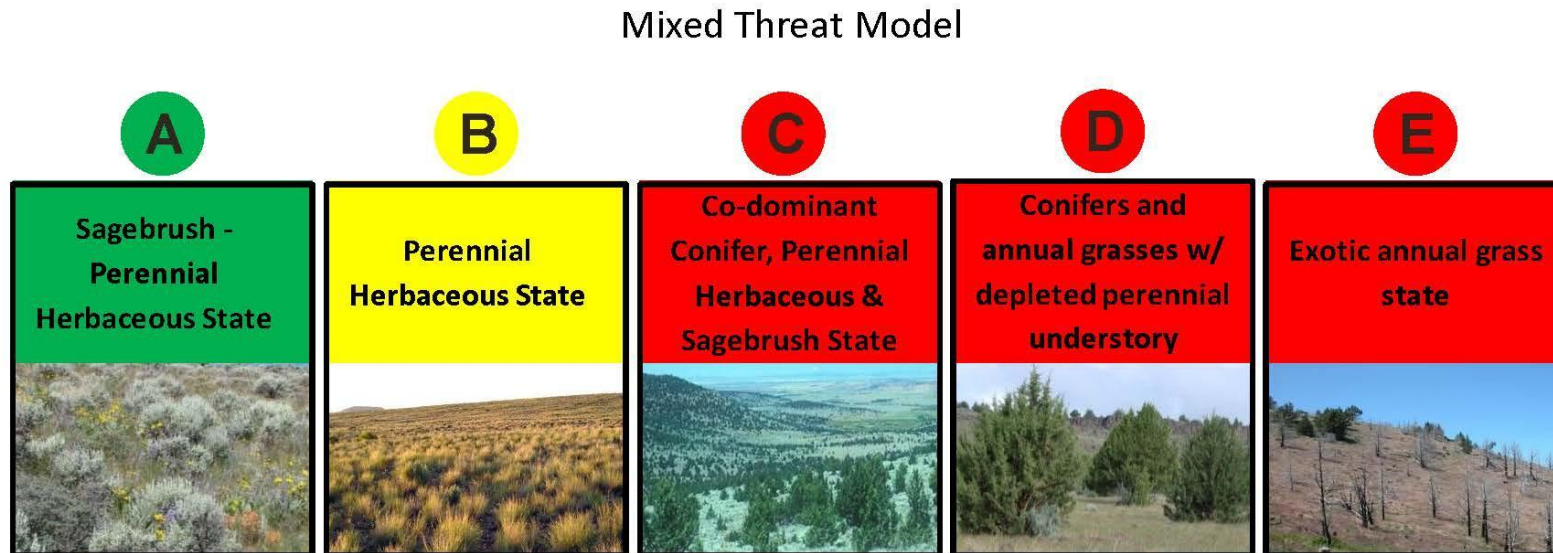 Mixed Threat Model
A
B
C
D
E
Sagebrush -
Perennial
Herbaceous State
Perennial
Herbaceous State
Co-dominant
Conifer, Perennial
Herbaceous &
Sagebrush State
Conifers and
annual grasses w/
depleted perennial
understory
Exotic annual grass
state